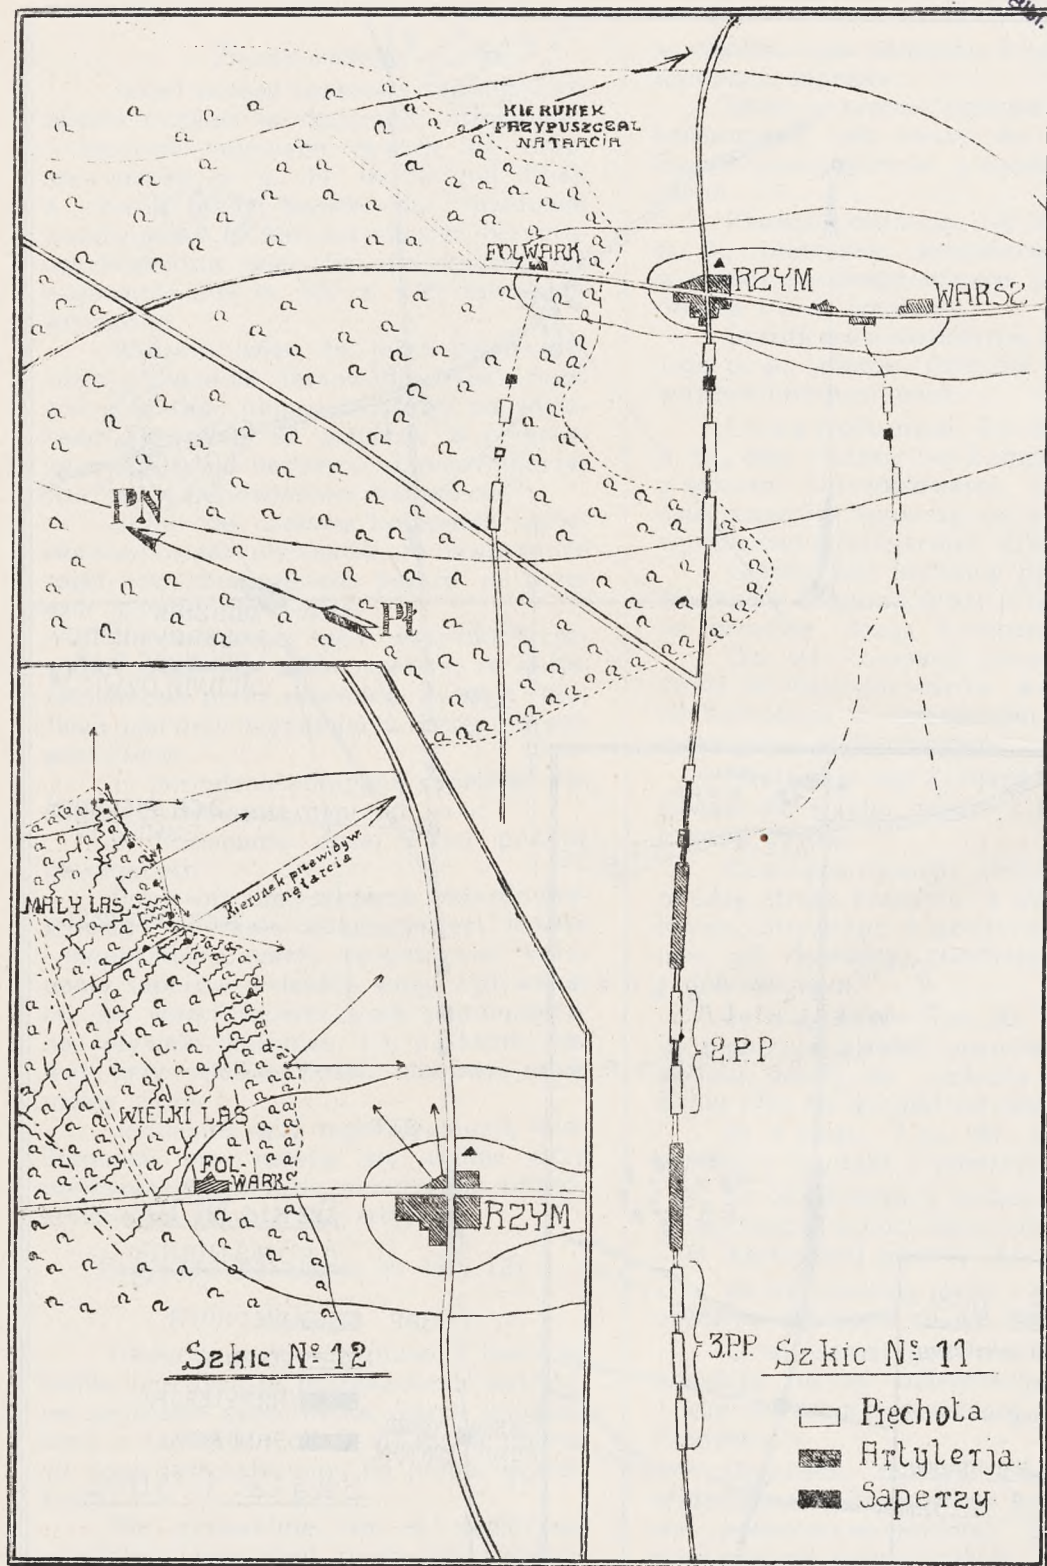 KIERUNEK
PRZYPUSZCZAL
NATARCIA
FOLWARK
RZYM
WARSZ
PN
Pł
Kierunek przewidyw.
natarcia
MAŁY LAS
WIELKI LAS
FOL-
WARK
RZYM
2.P.P
3.P.P.
Szkic № 12
Szkic № 11
Piechota
Artylerja.
Saperzy